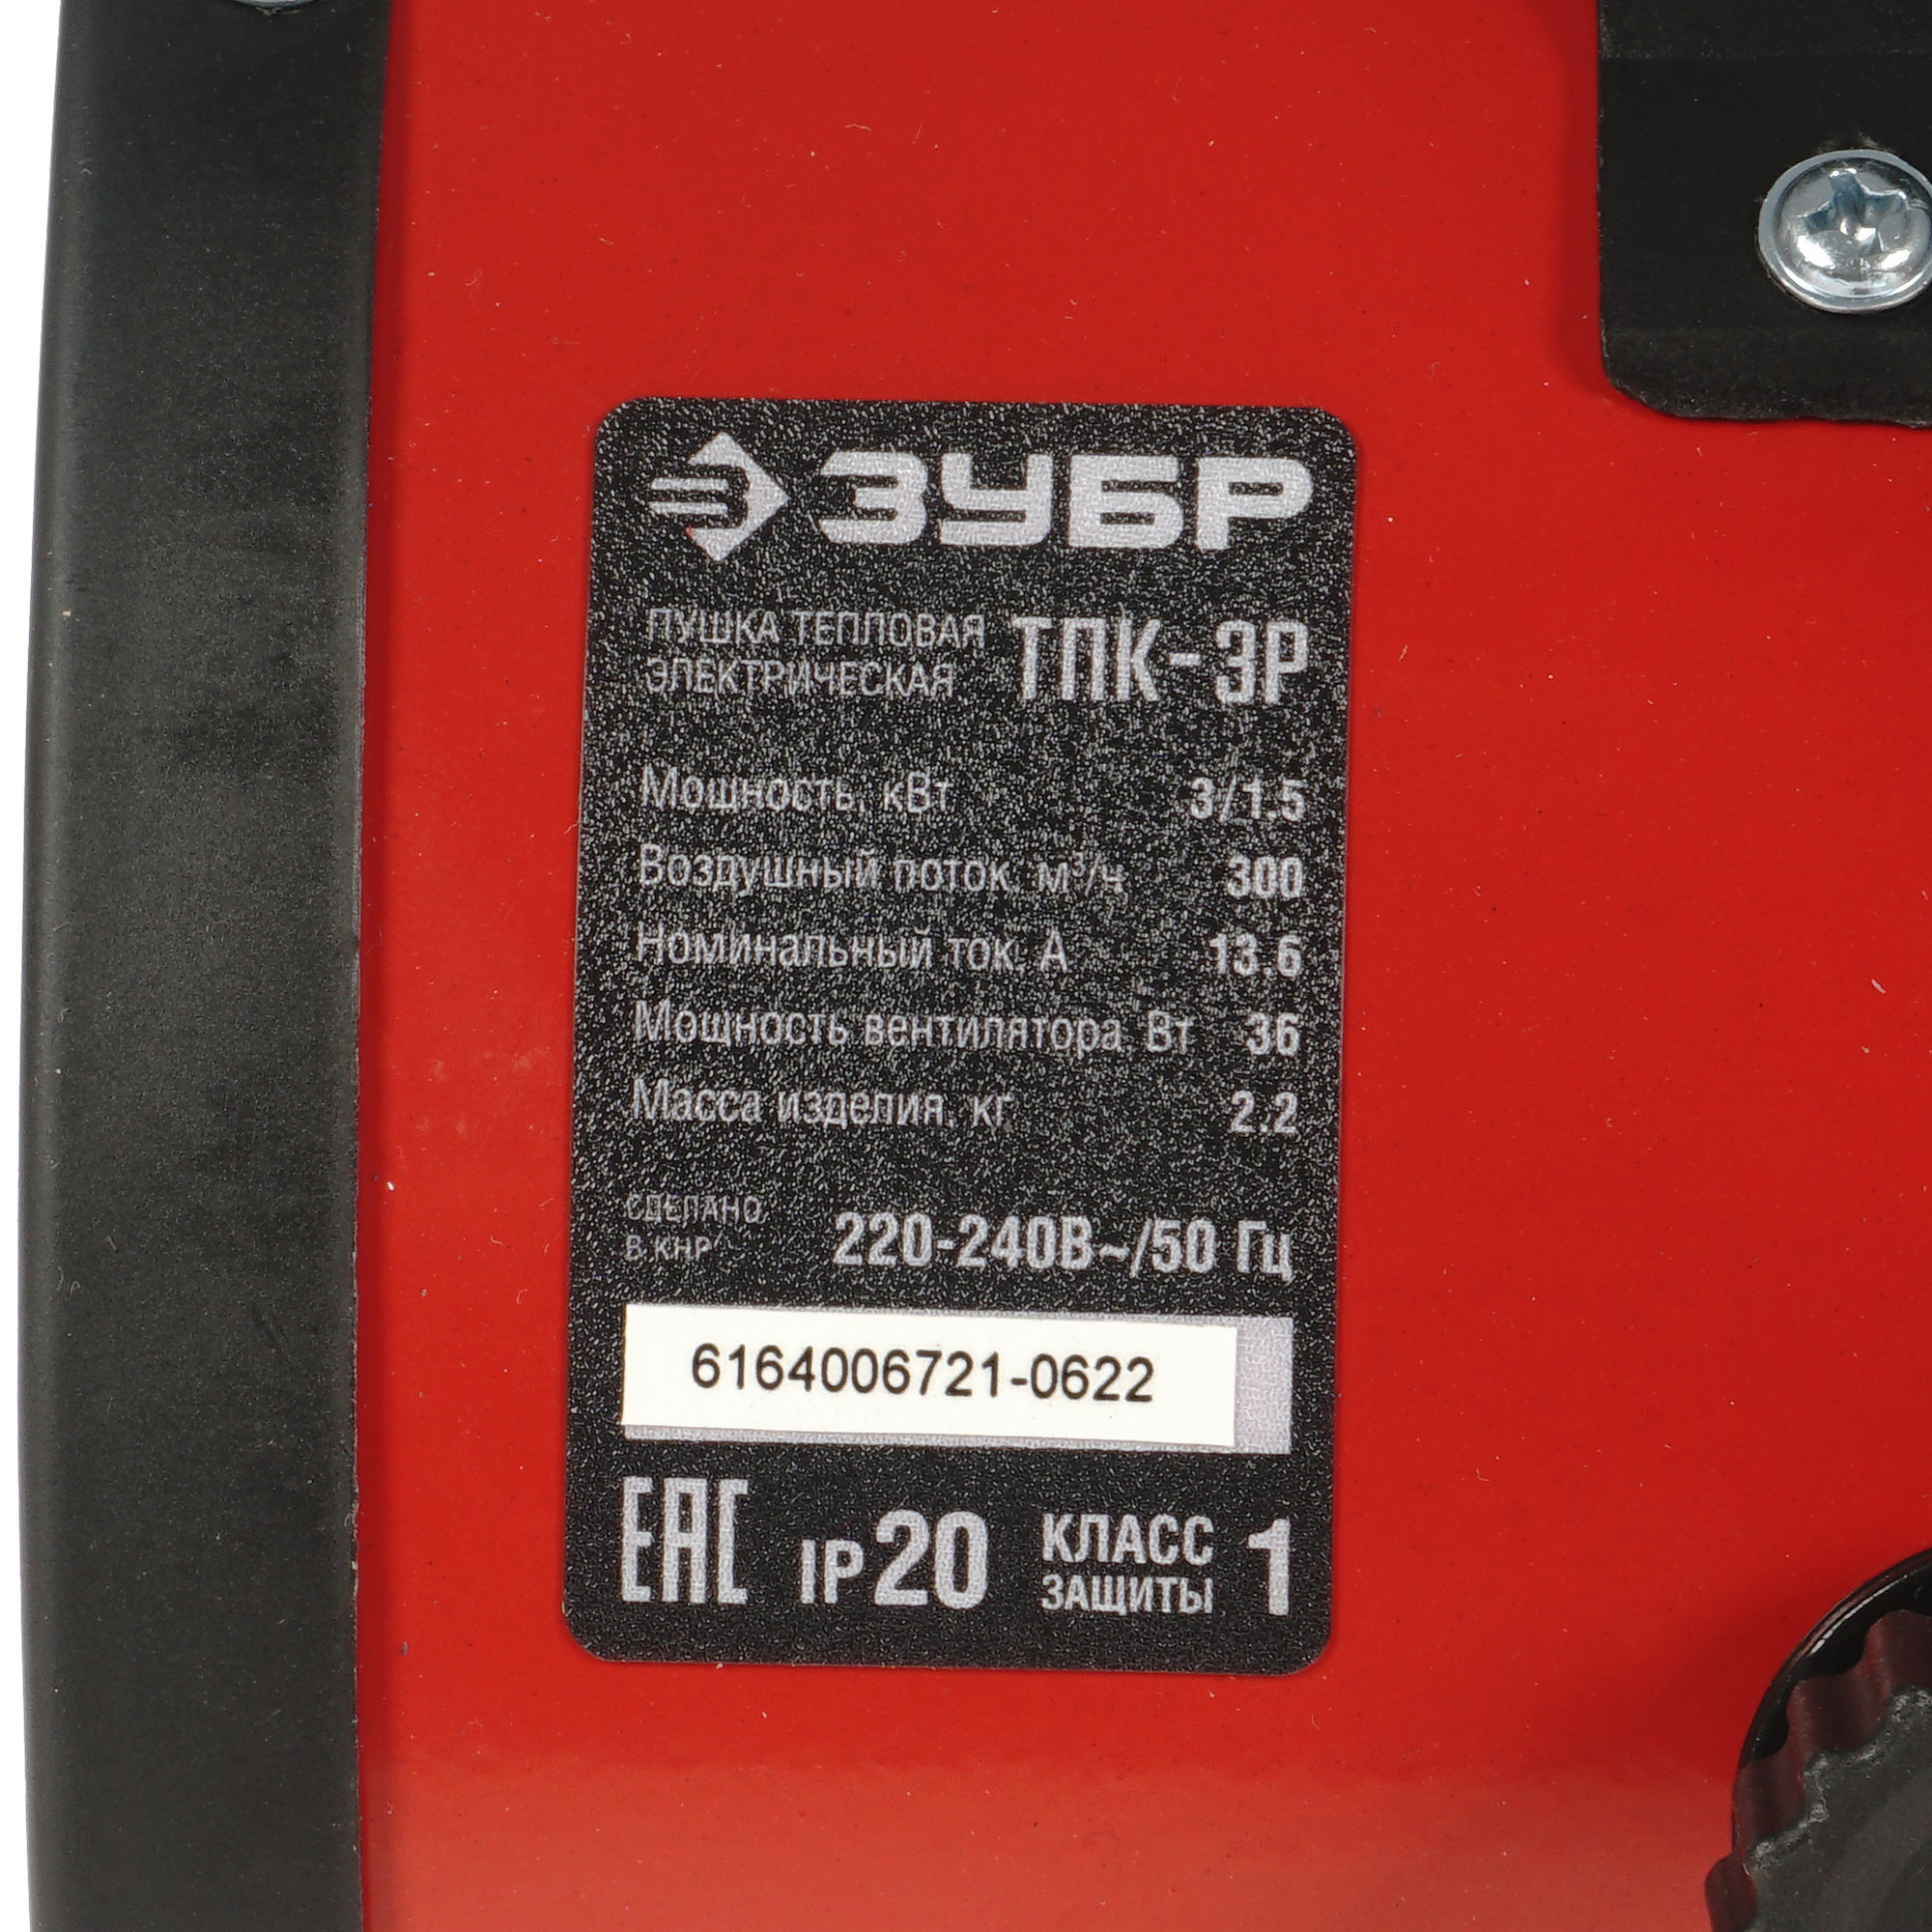 ЗУБР
ПУШКА ТЕПЛОВАЯ
ЭЛЕКТРИЧЕСКАЯ
ТПК-3Р
Мощность, кВт 3/1.5
Воздушный поток, м³/ч 300
Номинальный ток, А 13.6
Мощность вентилятора, Вт 36
Масса изделия, кг 2.2
СДЕЛАНО
В КНР
220-240В~/50 Гц
6164006721-0622
EAC IP20 КЛАСС
ЗАЩИТЫ 1